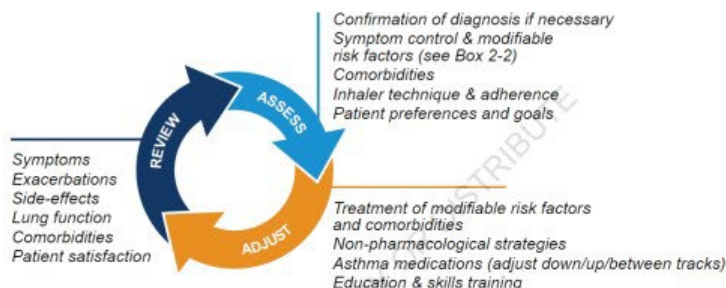 Confirmation of diagnosis if necessary
Symptom control & modifiable
risk factors (see Box 2-2)
Comorbidities
Inhaler technique & adherence
Patient preferences and goals
ASSESS
REVIEW
Symptoms
Exacerbations
Side-effects
Lung function
Comorbidities
Patient satisfaction
ADJUST
Treatment of modifiable risk factors
and comorbidities
Non-pharmacological strategies
Asthma medications (adjust down/up/between tracks)
Education & skills training
DISTRIBUTE